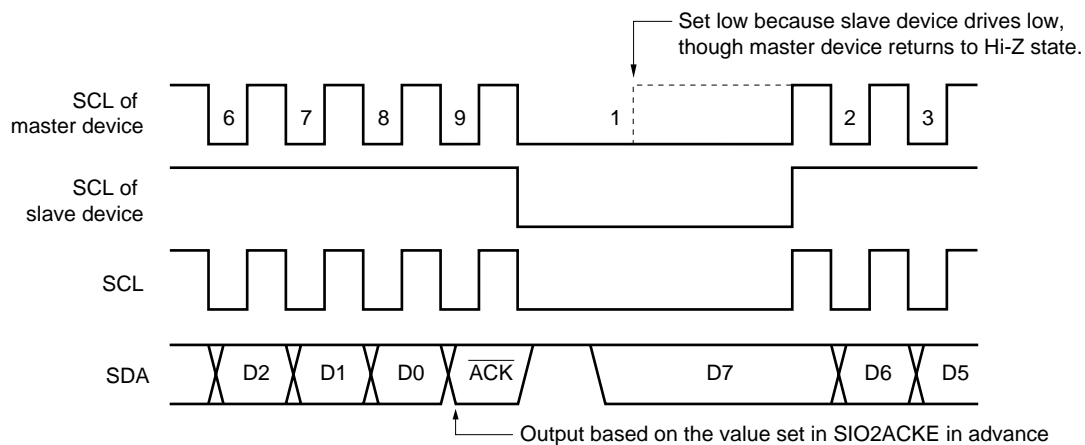 Set low because slave device drives low,
though master device returns to Hi-Z state.
SCL of
master device
6 7 8 9 1 2 3
SCL of
slave device
SCL
SDA
D2 D1 D0 ACK D7 D6 D5
Output based on the value set in SIO2ACKE in advance